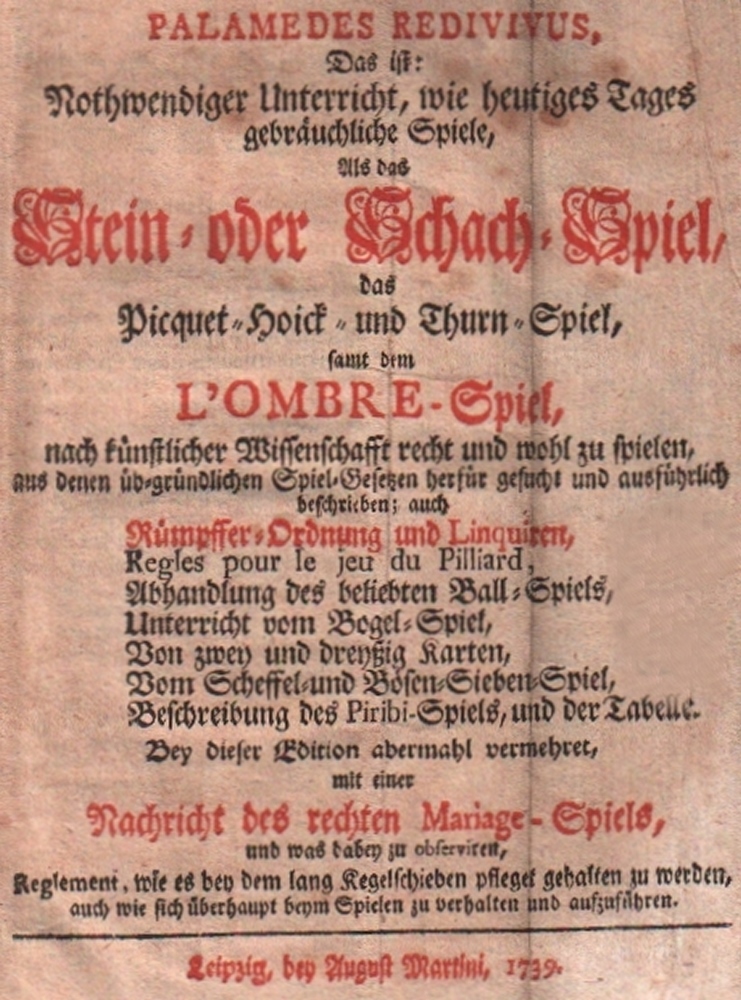 PALAMEDES REDIVIVUS,
Das ist:
Nothwendiger Unterricht, wie heutiges Tages
gebräuchliche Spiele,
Als das
Stein- oder Schach-Spiel,
das
Picquet-Hoick- und Thurn-Spiel,
samt dem
L'OMBRE-Spiel,
nach künstlicher Wissenschafft recht und wohl zu spielen,
aus denen üb-gründlichen Spiel-Gesetzen herfür gesucht und ausführlich
beschrieben; auch
Rümpffer-Ordnung und Linquiren,
Regles pour le jeu du Pilliard,
Abhandlung des beliebten Ball-Spiels,
Unterricht vom Bogel-Spiel,
Von zwey und dreyßig Karten,
Vom Scheffel-und Bösen-Sieben-Spiel,
Beschreibung des Piribi-Spiels, und der Tabelle.
Bey dieser Edition abermahl vermehret,
mit einer
Nachricht des rechten Mariage-Spiels,
und was dabey zu observiren,
Reglement, wie es bey dem lang Kegelschieben pfleget gehalten zu werden,
auch wie sich überhaupt beym Spielen zu verhalten und aufzuführen.
Leipzig, bey August Martini, 1739.